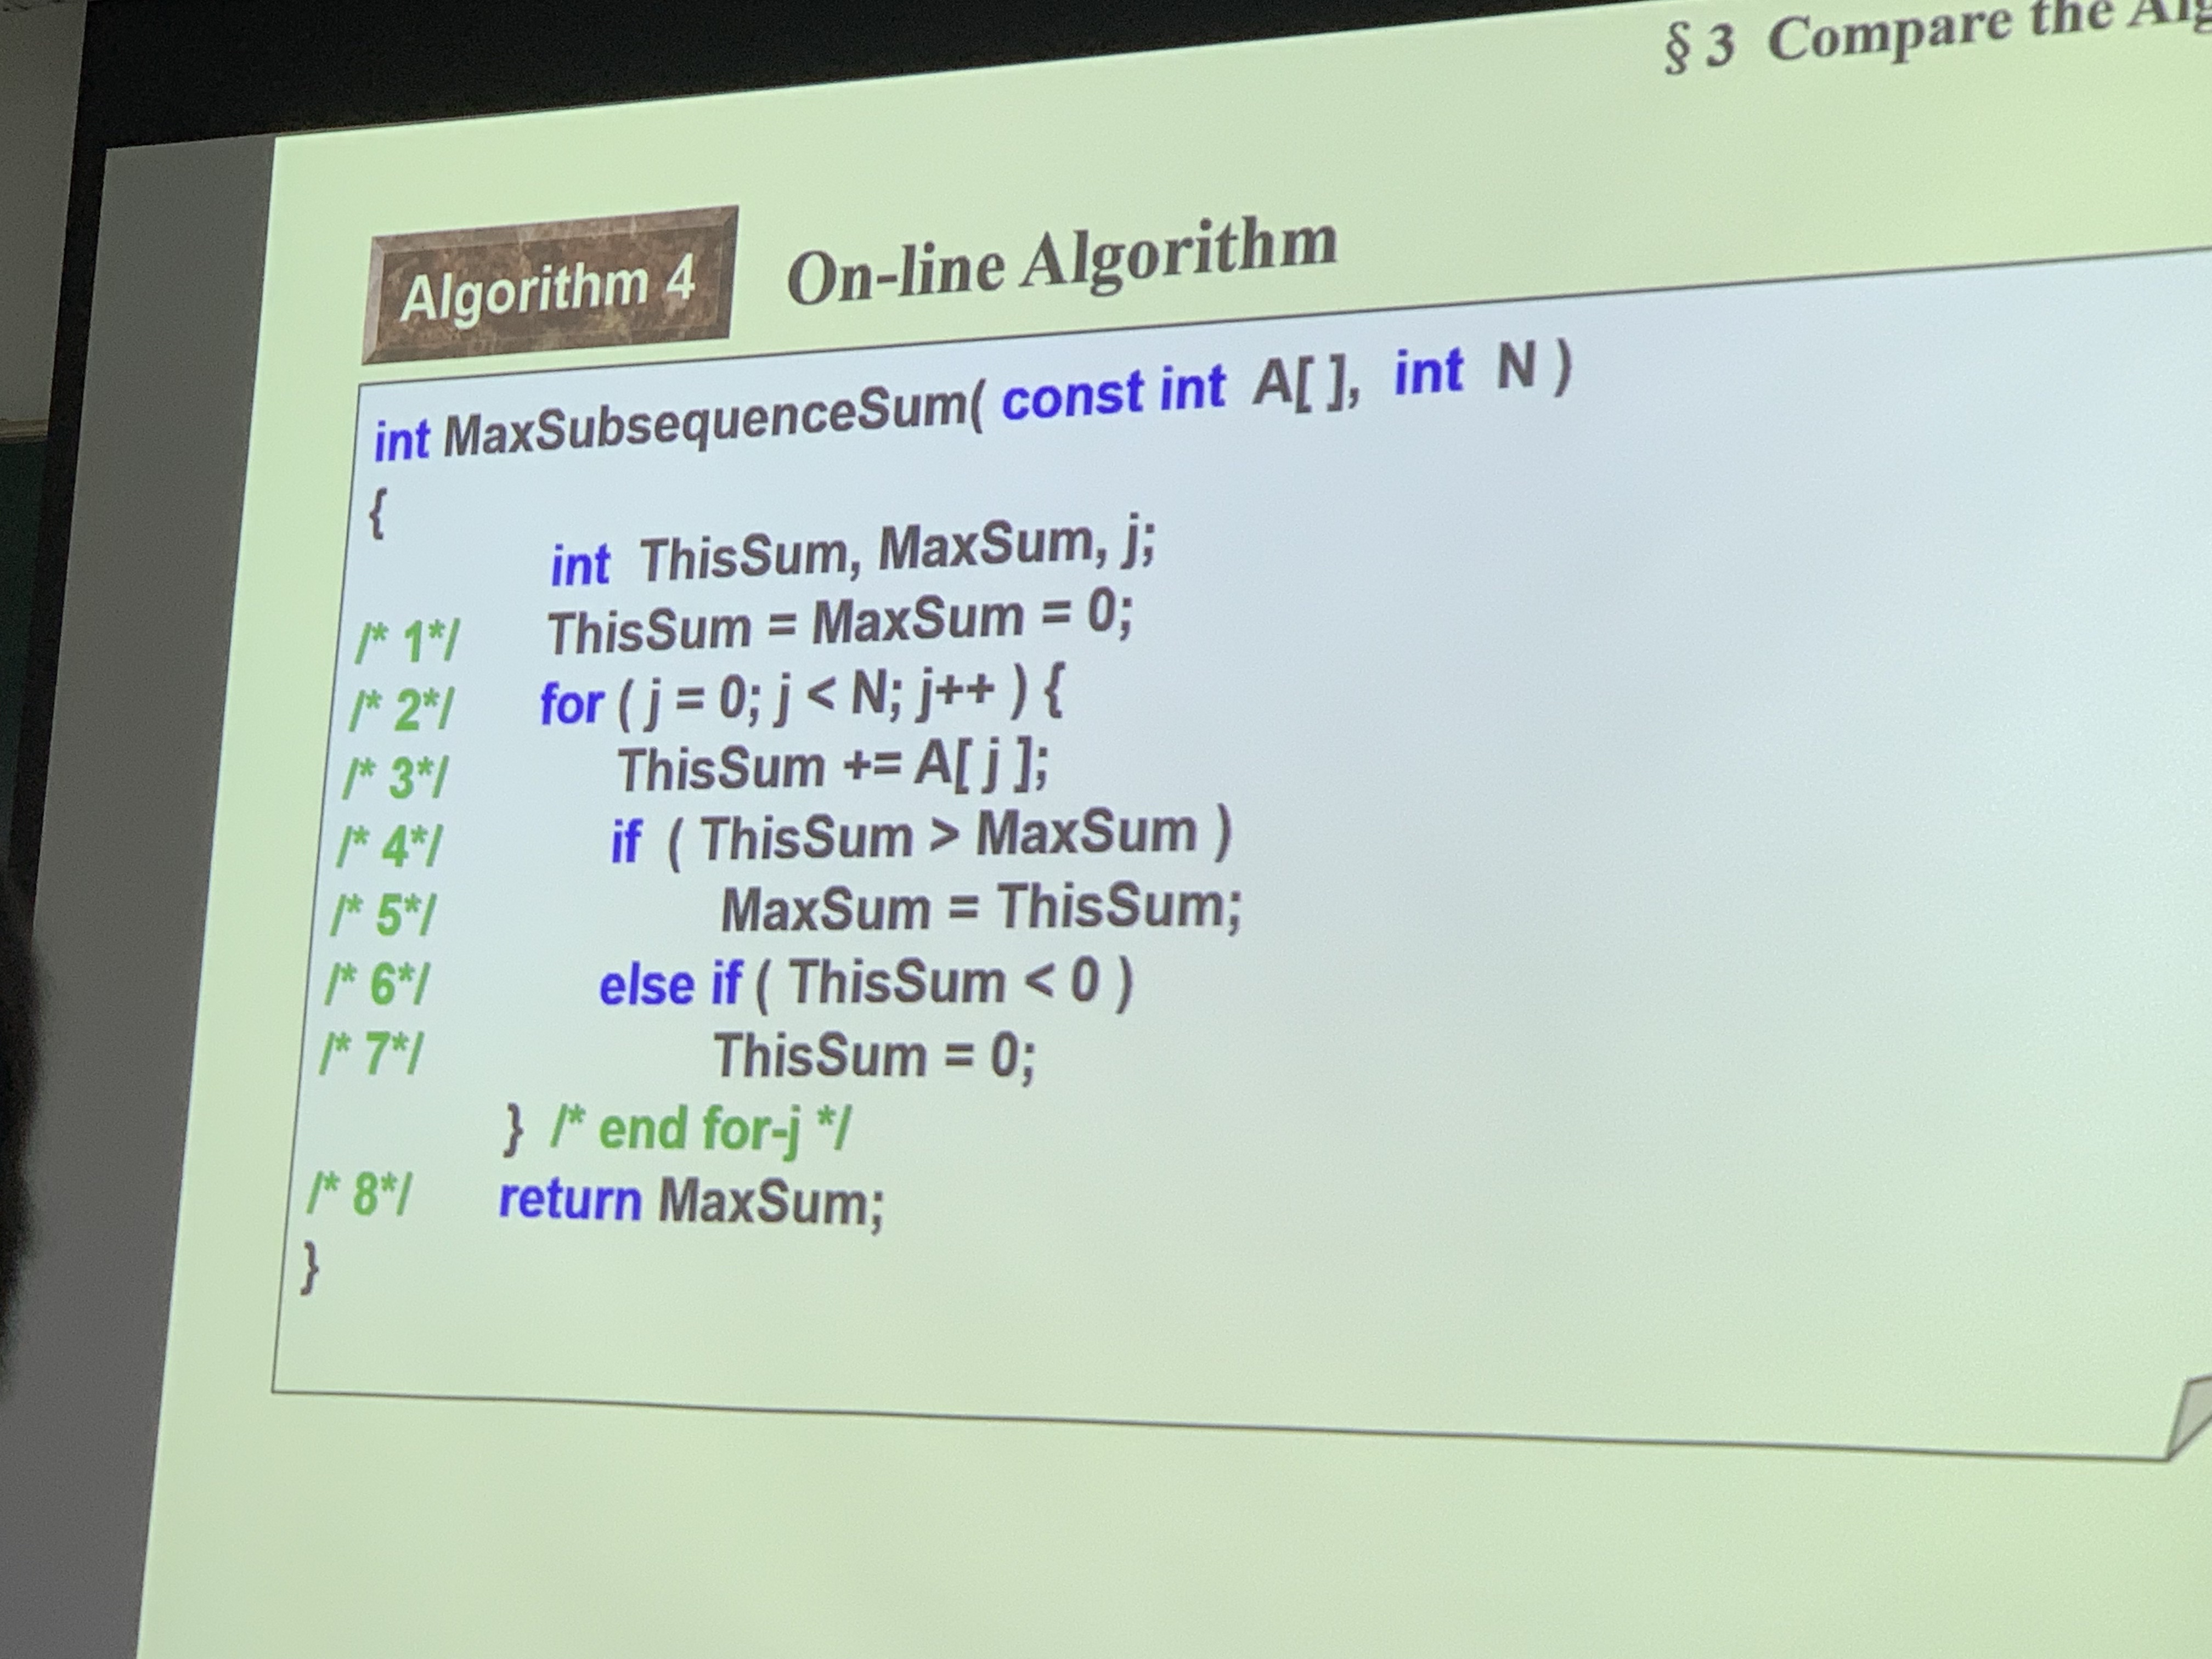 § 3 Compare the
Algorithm 4 On-line Algorithm
int MaxSubsequenceSum( const int A[ ], int N )
{
int ThisSum, MaxSum, j;
/* 1*/ ThisSum = MaxSum = 0;
/* 2*/ for ( j = 0; j < N; j++ ) {
/* 3*/ ThisSum += A[ j ];
/* 4*/ if ( ThisSum > MaxSum )
/* 5*/ MaxSum = ThisSum;
/* 6*/ else if ( ThisSum < 0 )
/* 7*/ ThisSum = 0;
} /* end for-j */
/* 8*/ return MaxSum;
}